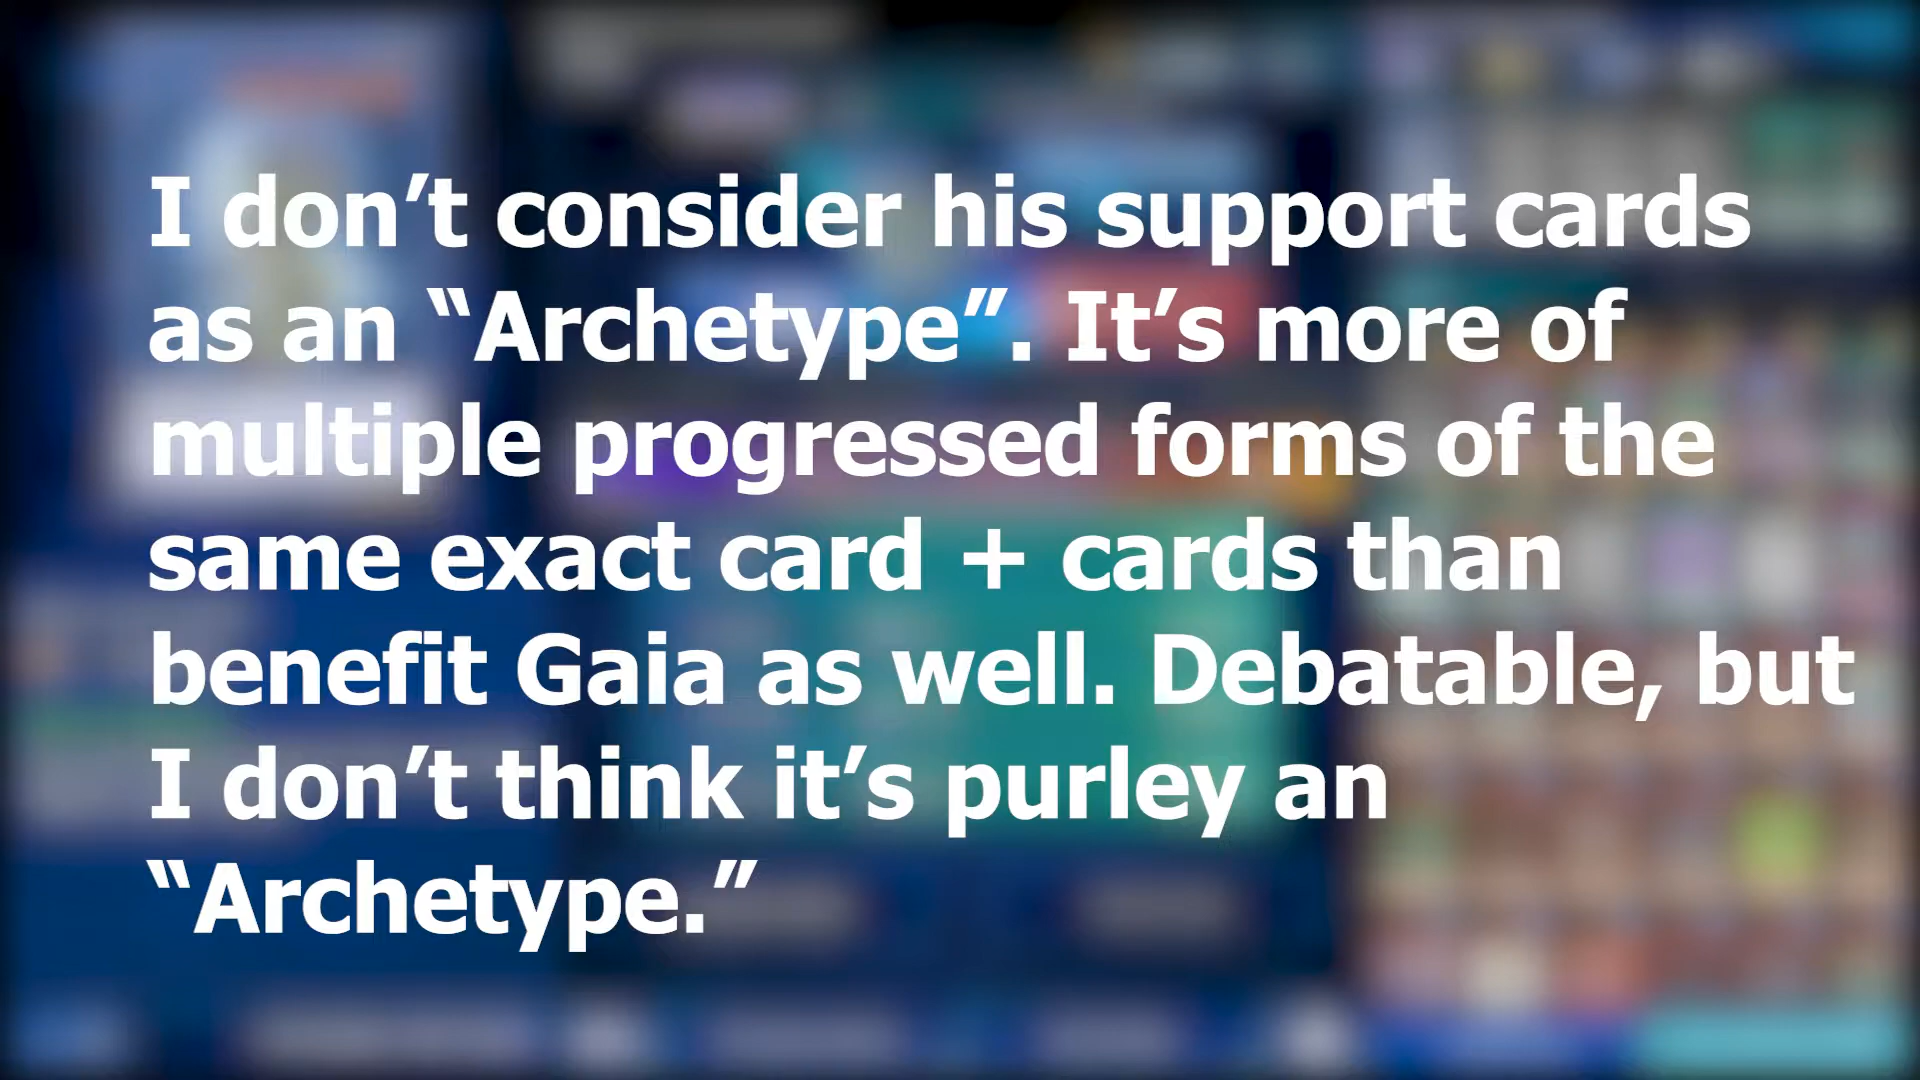 I don’t consider his support cards
as an “Archetype”. It’s more of
multiple progressed forms of the
same exact card + cards than
benefit Gaia as well. Debatable, but
I don’t think it’s purley an
“Archetype.”